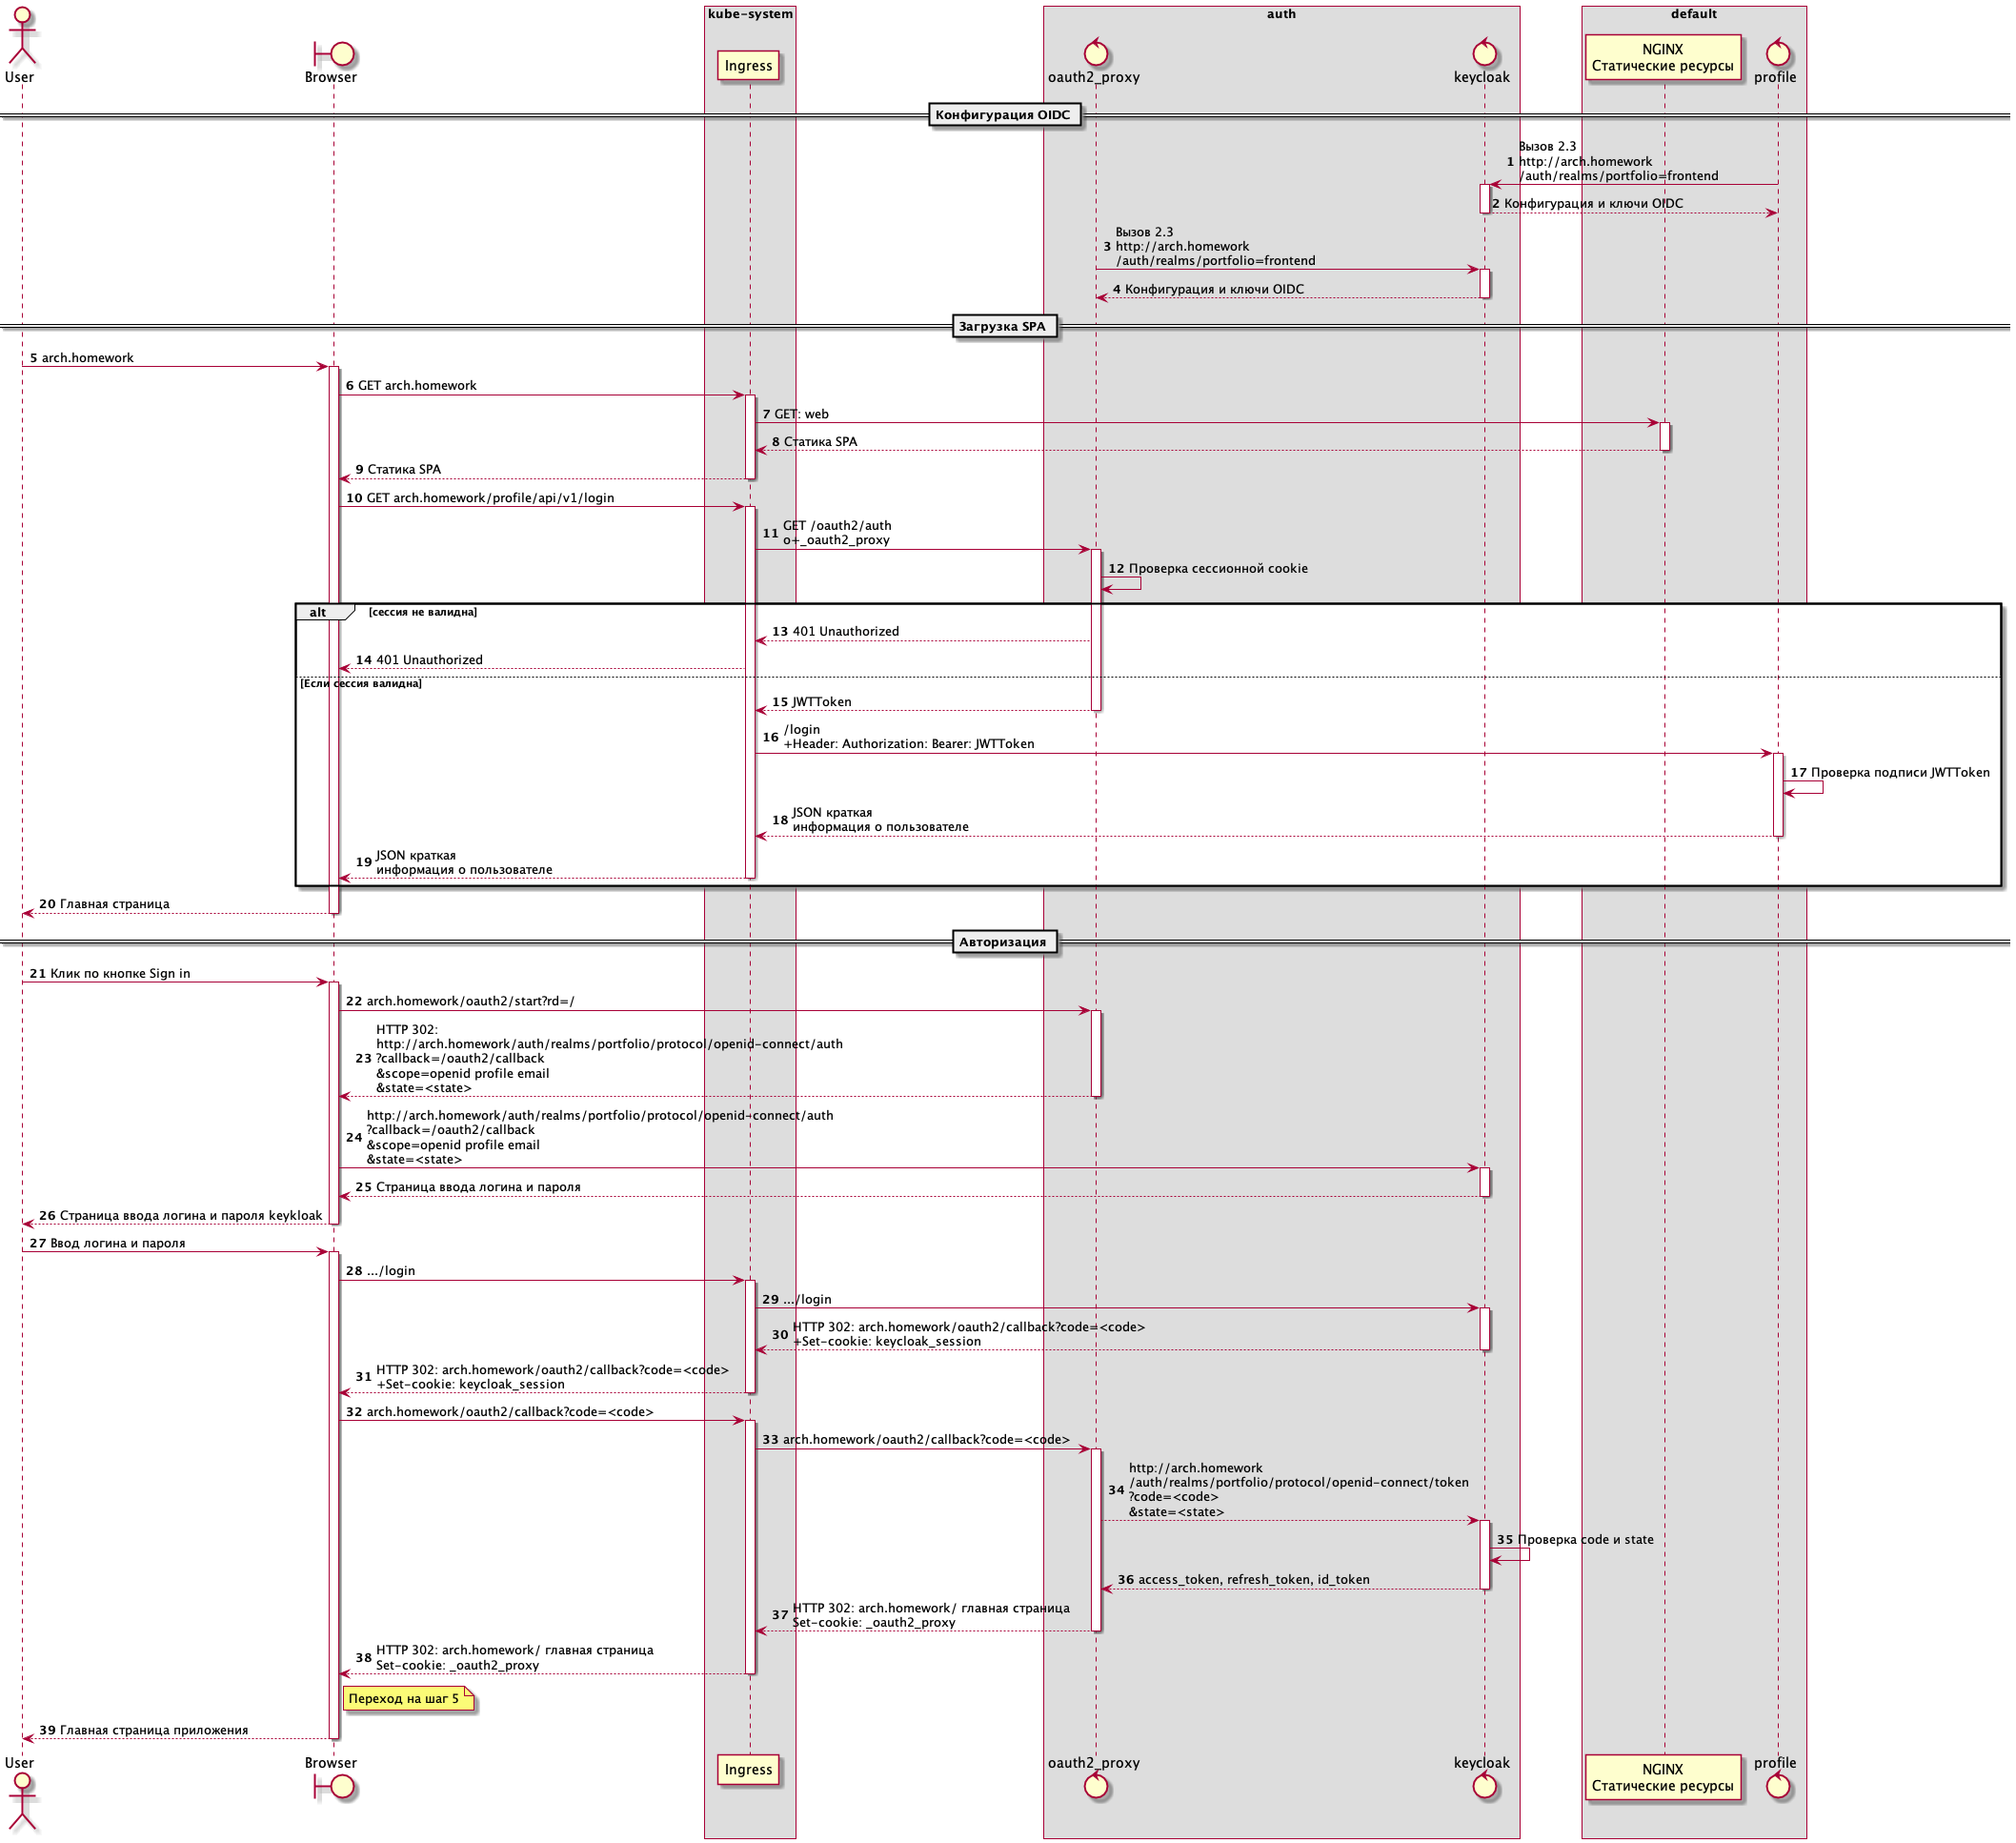 kube-system
auth
default
User
Browser
Ingress
oauth2_proxy
keycloak
NGINX
Статические ресурсы
profile
Конфигурация OIDC
1 Вызов 2.3
http://arch.homework
/auth/realms/portfolio=frontend
2 Конфигурация и ключи OIDC
3 Вызов 2.3
http://arch.homework
/auth/realms/portfolio=frontend
4 Конфигурация и ключи OIDC
Загрузка SPA
5 arch.homework
6 GET arch.homework
7 GET: web
8 Статика SPA
9 Статика SPA
10 GET arch.homework/profile/api/v1/login
11 GET /oauth2/auth
o+_oauth2_proxy
12 Проверка сессионной cookie
alt [сессия не валидна]
13 401 Unauthorized
14 401 Unauthorized
[Если сессия валидна]
15 JWTToken
16 /login
+Header: Authorization: Bearer: JWTToken
17 Проверка подписи JWTToken
18 JSON краткая
информация о пользователе
19 JSON краткая
информация о пользователе
20 Главная страница
Авторизация
21 Клик по кнопке Sign in
22 arch.homework/oauth2/start?rd=/
23 HTTP 302:
http://arch.homework/auth/realms/portfolio/protocol/openid-connect/auth
?callback=/oauth2/callback
&scope=openid profile email
&state=<state>
24 http://arch.homework/auth/realms/portfolio/protocol/openid-connect/auth
?callback=/oauth2/callback
&scope=openid profile email
&state=<state>
25 Страница ввода логина и пароля
26 Страница ввода логина и пароля keykloak
27 Ввод логина и пароля
28 .../login
29 .../login
30 HTTP 302: arch.homework/oauth2/callback?code=<code>
+Set-cookie: keycloak_session
31 HTTP 302: arch.homework/oauth2/callback?code=<code>
+Set-cookie: keycloak_session
32 arch.homework/oauth2/callback?code=<code>
33 arch.homework/oauth2/callback?code=<code>
34 http://arch.homework
/auth/realms/portfolio/protocol/openid-connect/token
?code=<code>
&state=<state>
35 Проверка code и state
36 access_token, refresh_token, id_token
37 HTTP 302: arch.homework/ главная страница
Set-cookie: _oauth2_proxy
38 HTTP 302: arch.homework/ главная страница
Set-cookie: _oauth2_proxy
Переход на шаг 5
39 Главная страница приложения
User
Browser
Ingress
oauth2_proxy
keycloak
NGINX
Статические ресурсы
profile